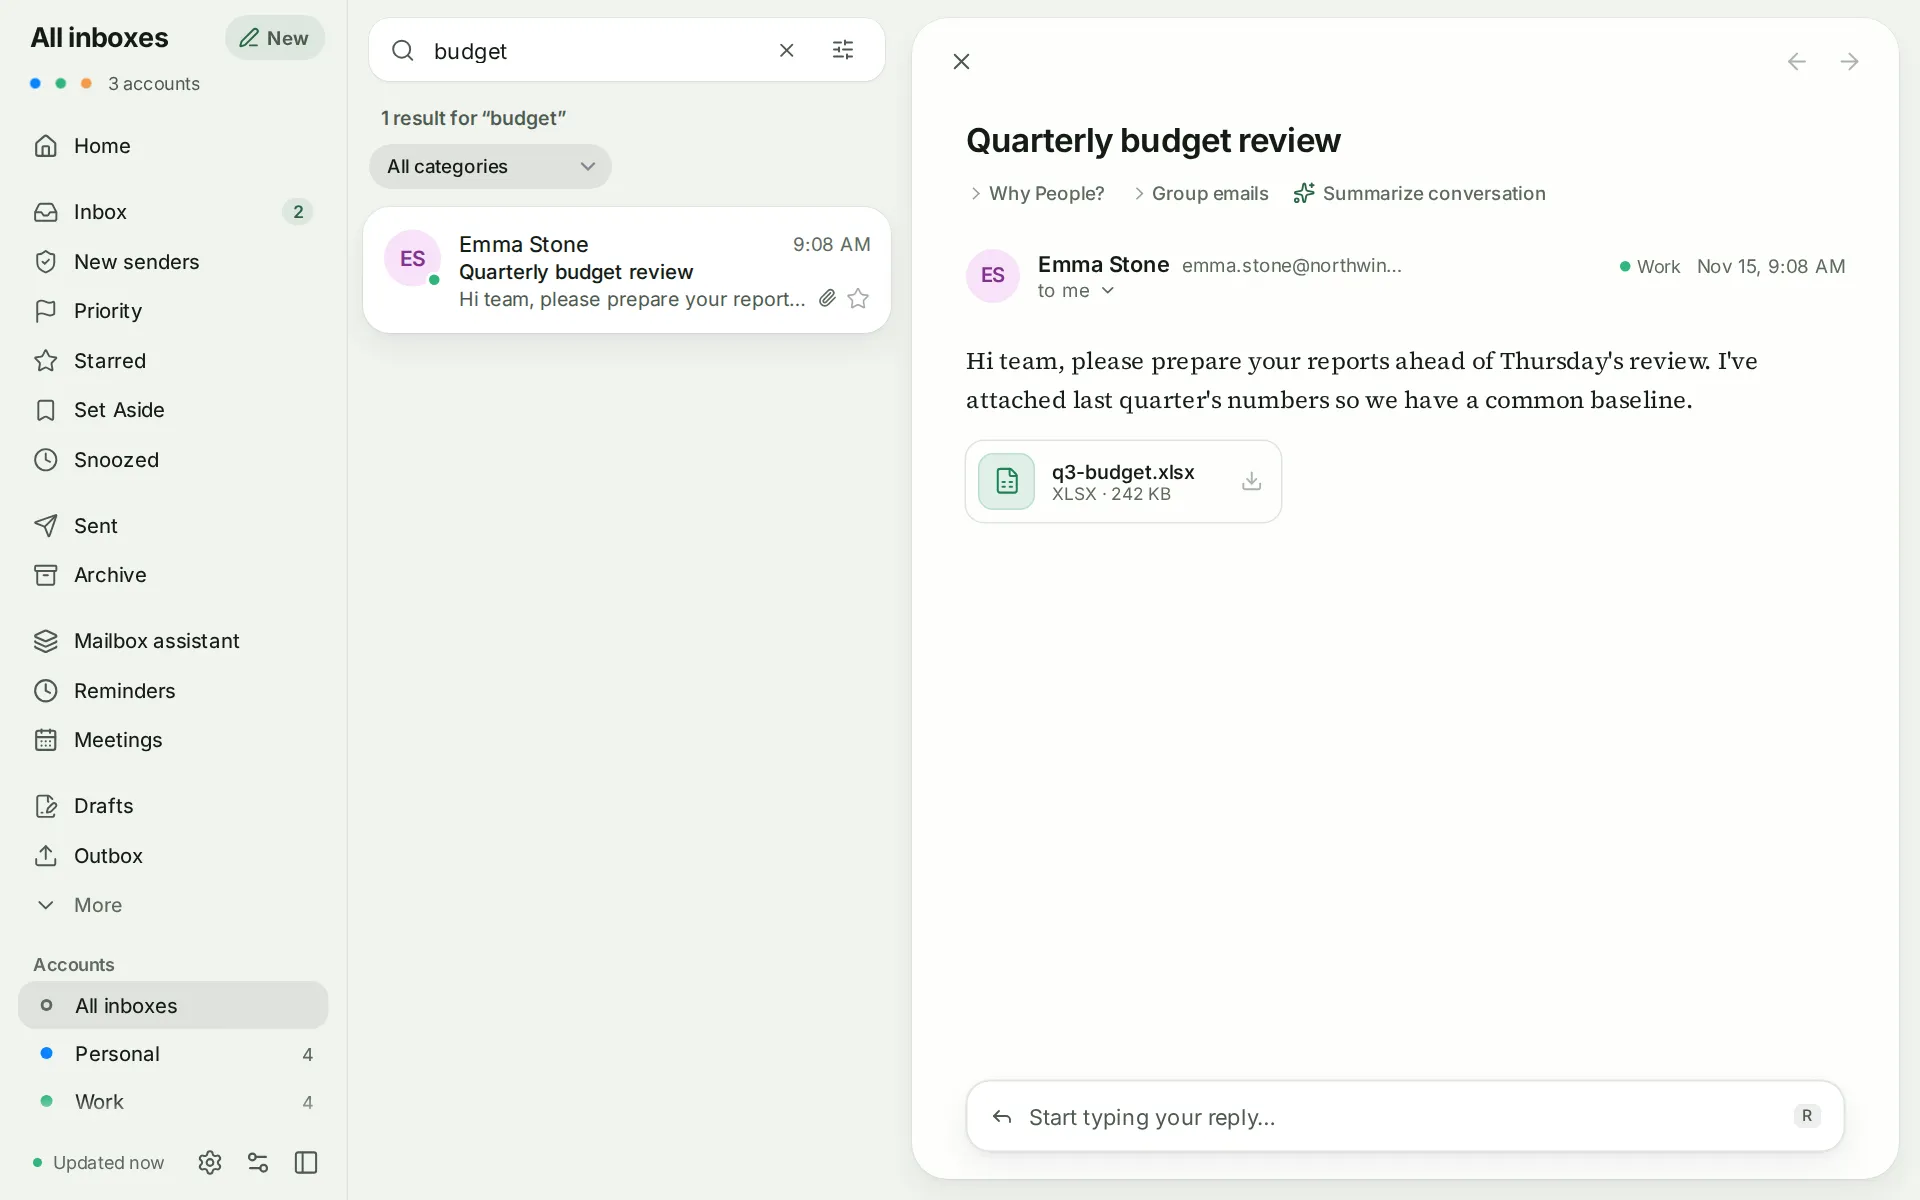 All inboxes
New
3 accounts
Home
Inbox 2
New senders
Priority
Starred
Set Aside
Snoozed
Sent
Archive
Mailbox assistant
Reminders
Meetings
Drafts
Outbox
More
Accounts
All inboxes
Personal 4
Work 4
Updated now
budget
1 result for “budget”
All categories
ES
Emma Stone 9:08 AM
Quarterly budget review
Hi team, please prepare your report...
Quarterly budget review
Why People? Group emails Summarize conversation
ES
Emma Stone emma.stone@northwin... Work Nov 15, 9:08 AM
to me
Hi team, please prepare your reports ahead of Thursday's review. I've
attached last quarter's numbers so we have a common baseline.
q3-budget.xlsx
XLSX · 242 KB
Start typing your reply... R